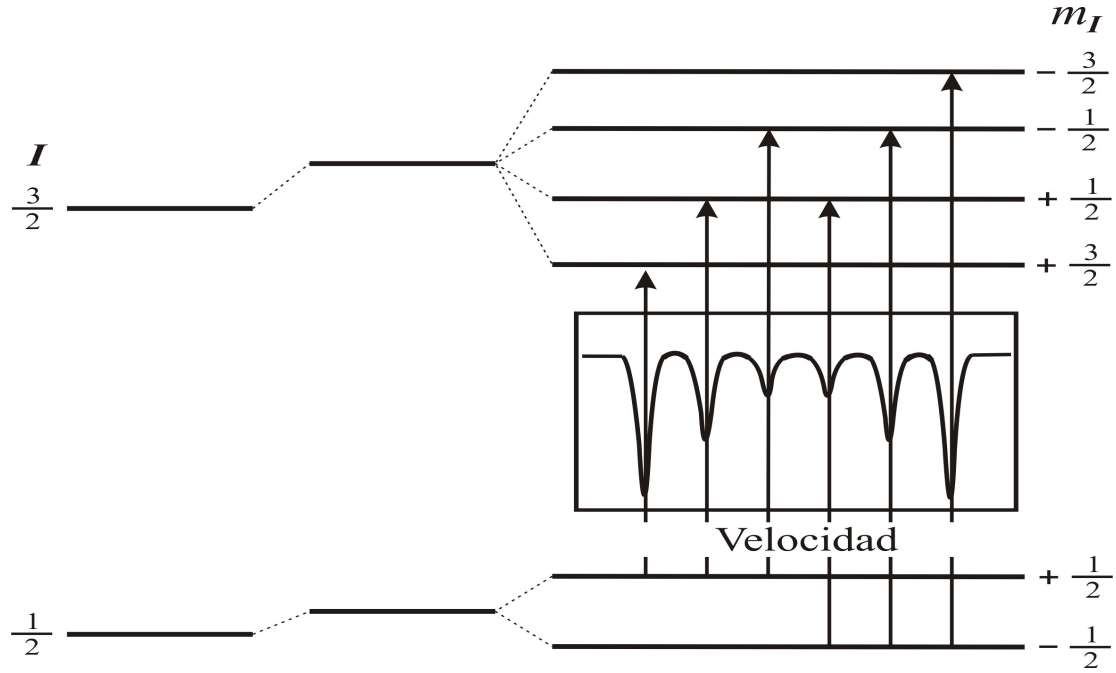 m_I
− 3/2
− 1/2
I
3/2
+ 1/2
+ 3/2
Velocidad
+ 1/2
1/2
− 1/2